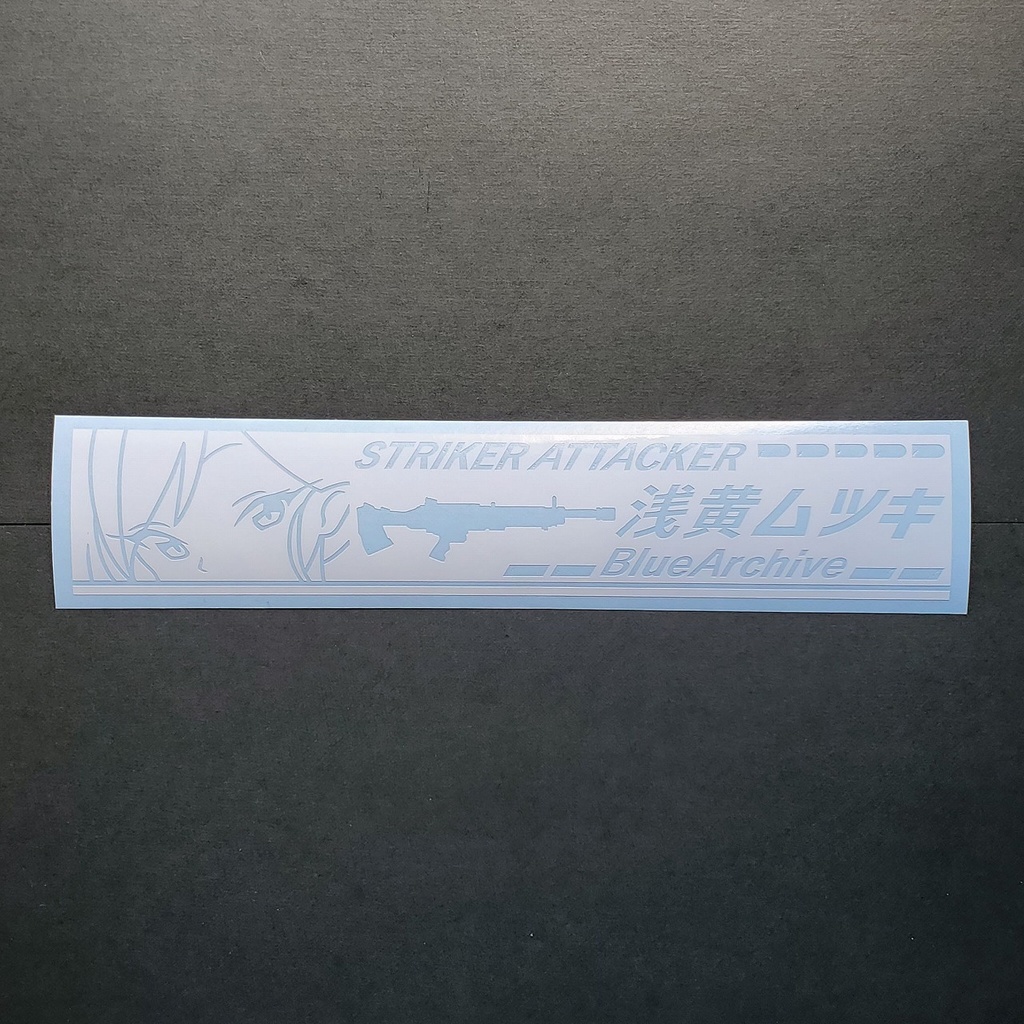 STRIKER ATTACKER
浅黄ムツキ
BlueArchive